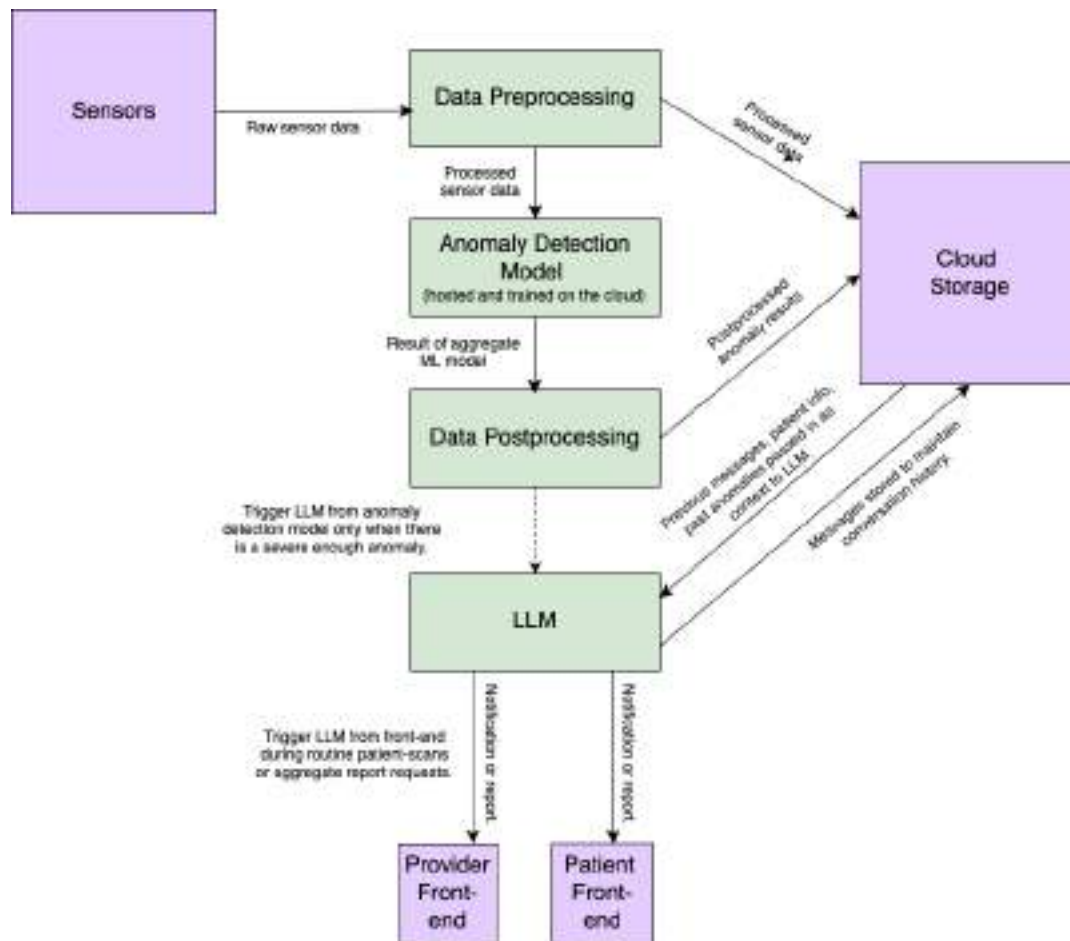 Sensors
Raw sensor data
Data Preprocessing
Processed
sensor data
Processed
sensor data
Anomaly Detection
Model
(hosted and trained on the cloud)
Cloud
Storage
Result of aggregate
ML model
Postprocessed
anomaly results
Data Postprocessing
Previous messages, patient info,
past anomalies passed in as
context to LLM
Messages stored to maintain
conversation history.
Trigger LLM from anomaly
detection model only when there
is a severe enough anomaly.
LLM
Trigger LLM from front-end
during routine patient-scans
or aggregate report requests.
Notification or report
Notification or report
Provider
Front-
end
Patient
Front-
end